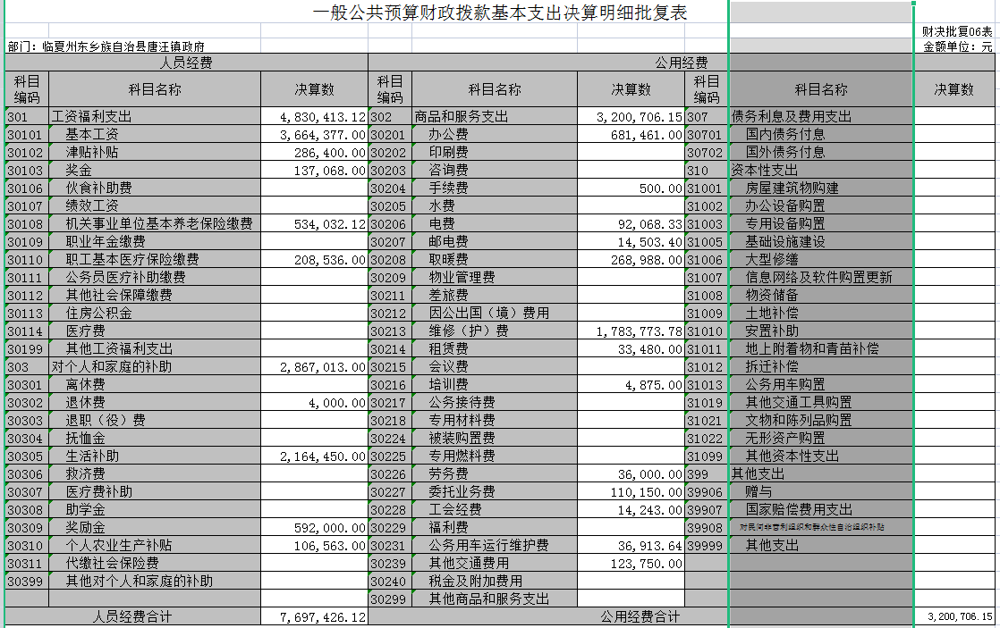 一般公共预算财政拨款基本支出决算明细批复表
财决批复06表
部门：临夏州东乡族自治县唐汪镇政府 金额单位：元
人员经费 公用经费
科目编码 科目名称 决算数 科目编码 科目名称 决算数 科目编码 科目名称 决算数
301 工资福利支出 4,830,413.12 302 商品和服务支出 3,200,706.15 307 债务利息及费用支出
30101 基本工资 3,664,377.00 30201 办公费 681,461.00 30701 国内债务付息
30102 津贴补贴 286,400.00 30202 印刷费 30702 国外债务付息
30103 奖金 137,068.00 30203 咨询费 310 资本性支出
30106 伙食补助费 30204 手续费 500.00 31001 房屋建筑物购建
30107 绩效工资 30205 水费 31002 办公设备购置
30108 机关事业单位基本养老保险缴费 534,032.12 30206 电费 92,068.33 31003 专用设备购置
30109 职业年金缴费 30207 邮电费 14,503.40 31005 基础设施建设
30110 职工基本医疗保险缴费 208,536.00 30208 取暖费 268,988.00 31006 大型修缮
30111 公务员医疗补助缴费 30209 物业管理费 31007 信息网络及软件购置更新
30112 其他社会保障缴费 30211 差旅费 31008 物资储备
30113 住房公积金 30212 因公出国（境）费用 31009 土地补偿
30114 医疗费 30213 维修（护）费 1,783,773.78 31010 安置补助
30199 其他工资福利支出 30214 租赁费 33,480.00 31011 地上附着物和青苗补偿
303 对个人和家庭的补助 2,867,013.00 30215 会议费 31012 拆迁补偿
30301 离休费 30216 培训费 4,875.00 31013 公务用车购置
30302 退休费 4,000.00 30217 公务接待费 31019 其他交通工具购置
30303 退职（役）费 30218 专用材料费 31021 文物和陈列品购置
30304 抚恤金 30224 被装购置费 31022 无形资产购置
30305 生活补助 2,164,450.00 30225 专用燃料费 31099 其他资本性支出
30306 救济费 30226 劳务费 36,000.00 399 其他支出
30307 医疗费补助 30227 委托业务费 110,150.00 39906 赠与
30308 助学金 30228 工会经费 14,243.00 39907 国家赔偿费用支出
30309 奖励金 592,000.00 30229 福利费 39908 对民间非营利组织和群众性自治组织补贴
30310 个人农业生产补贴 106,563.00 30231 公务用车运行维护费 36,913.64 39999 其他支出
30311 代缴社会保险费 30239 其他交通费用 123,750.00
30399 其他对个人和家庭的补助 30240 税金及附加费用
30299 其他商品和服务支出
人员经费合计 7,697,426.12 公用经费合计 3,200,706.15